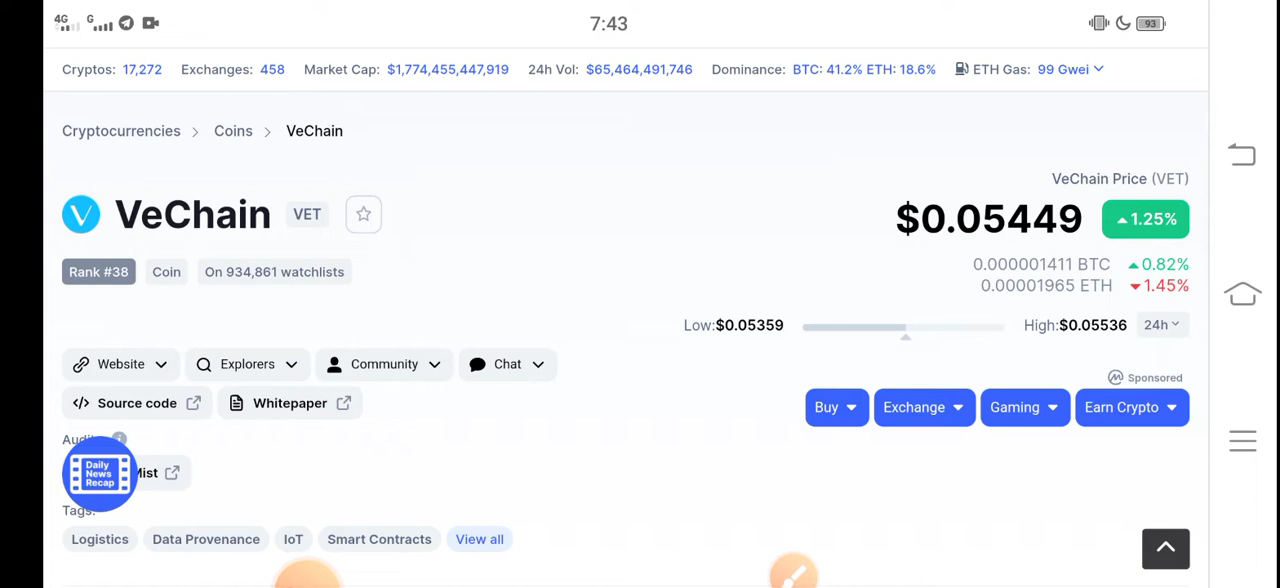 4G G 7:43 93
Cryptos: 17,272 Exchanges: 458 Market Cap: $1,774,455,447,919 24h Vol: $65,464,491,746 Dominance: BTC: 41.2% ETH: 18.6% ETH Gas: 99 Gwei
Cryptocurrencies > Coins > VeChain
VeChain Price (VET)
VeChain VET $0.05449 1.25%
0.000001411 BTC 0.82%
Rank #38 Coin On 934,861 watchlists
0.00001965 ETH 1.45%
Low:$0.05359 High:$0.05536 24h
Website Explorers Community Chat
Sponsored
Source code Whitepaper
Buy Exchange Gaming Earn Crypto
Daily
News
Recap
Tags:
Logistics Data Provenance IoT Smart Contracts View all